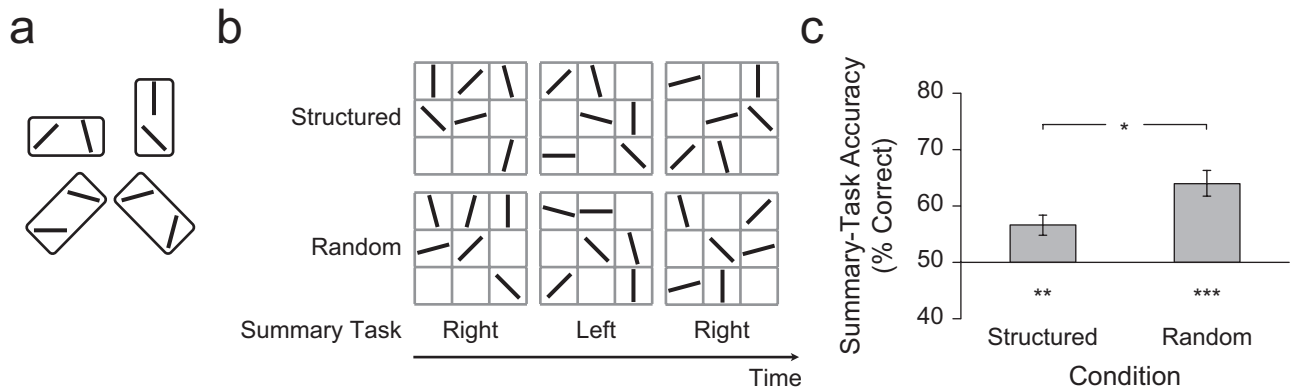 a
b
c
Structured
Random
Summary Task
Right
Left
Right
Time
Summary-Task Accuracy
(% Correct)
80
70
60
50
40
*
**
***
Structured
Random
Condition